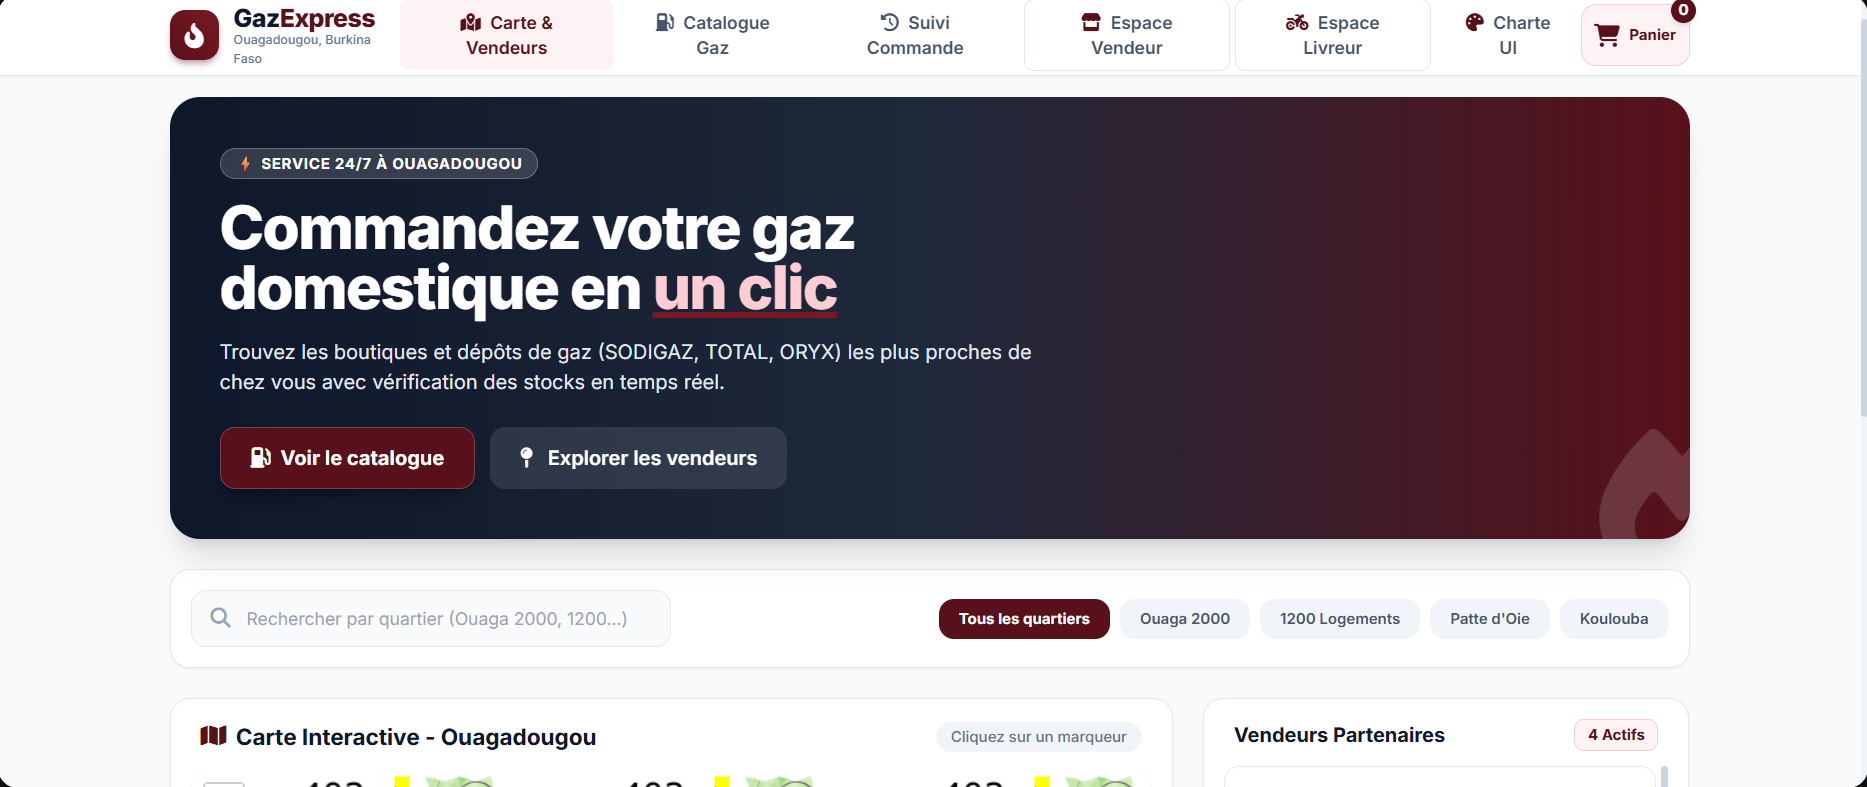 GazExpress
Ouagadougou, Burkina
Faso
Carte &
Vendeurs
Catalogue
Gaz
Suivi
Commande
Espace
Vendeur
Espace
Livreur
Charte
UI
Panier
0
SERVICE 24/7 À OUAGADOUGOU
Commandez votre gaz
domestique en un clic
Trouvez les boutiques et dépôts de gaz (SODIGAZ, TOTAL, ORYX) les plus proches de
chez vous avec vérification des stocks en temps réel.
Voir le catalogue
Explorer les vendeurs
Rechercher par quartier (Ouaga 2000, 1200...)
Tous les quartiers
Ouaga 2000
1200 Logements
Patte d'Oie
Koulouba
Carte Interactive - Ouagadougou
Cliquez sur un marqueur
Vendeurs Partenaires
4 Actifs